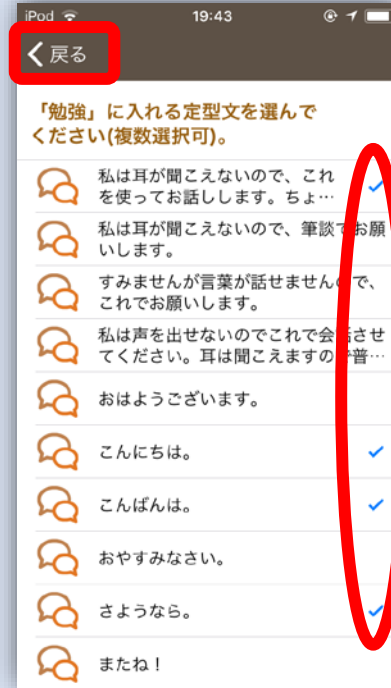 iPod 19:43
戻る
「勉強」に入れる定型文を選んで
ください(複数選択可)。
私は耳が聞こえないので、これ
を使ってお話しします。ちょ…
私は耳が聞こえないので、筆談でお願
いします。
すみませんが言葉が話せませんので、
これでお願いします。
私は声を出せないのでこれで会話させ
てください。耳は聞こえますので普…
おはようございます。
こんにちは。
こんばんは。
おやすみなさい。
さようなら。
またね！